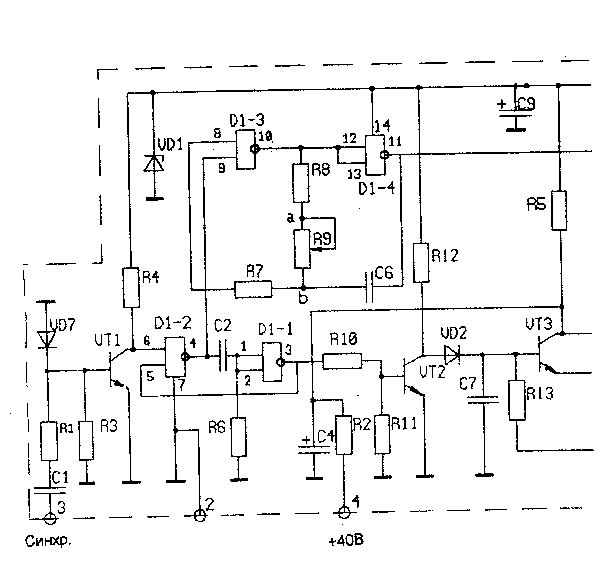 C9
+
14
D1-3
8
10
12
11
VD1
9
13
R8
D1-4
a
R5
R9
R12
R7
C6
R4
b
VD7
VT1
D1-2
C2
D1-1
6
4
1
3
R10
VD2
VT3
5
2
7
VT2
C7
R13
R1
R3
R6
C4
+
R2
R11
C1
3
2
4
Синхр.
+40В